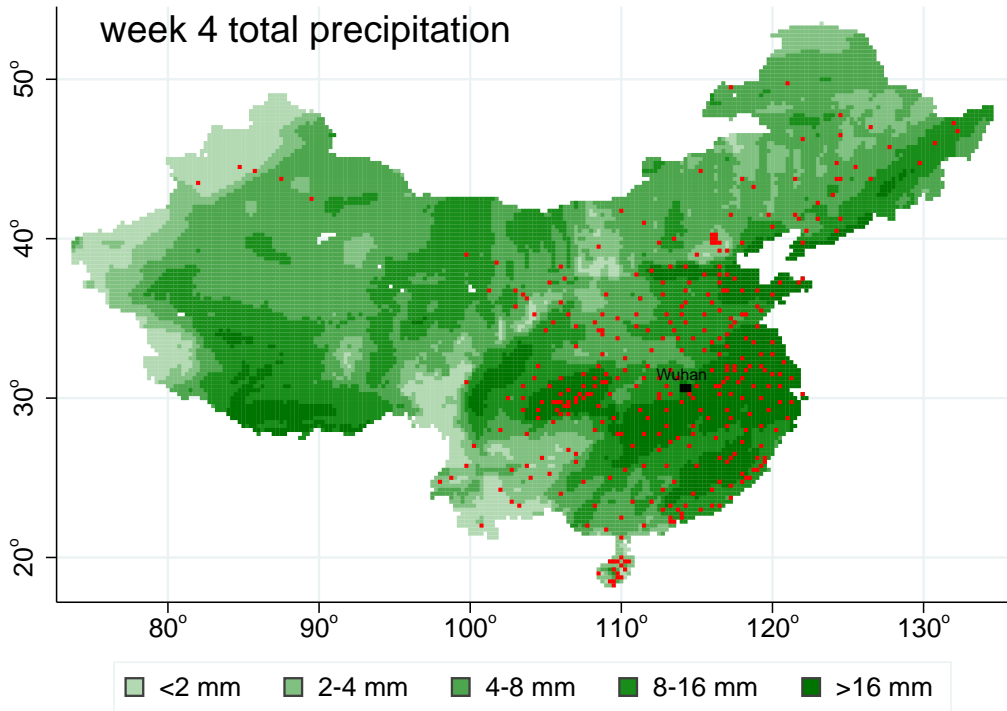 week 4 total precipitation
50°
40°
30°
20°
Wuhan
80° 90° 100° 110° 120° 130°
<2 mm 2-4 mm 4-8 mm 8-16 mm >16 mm